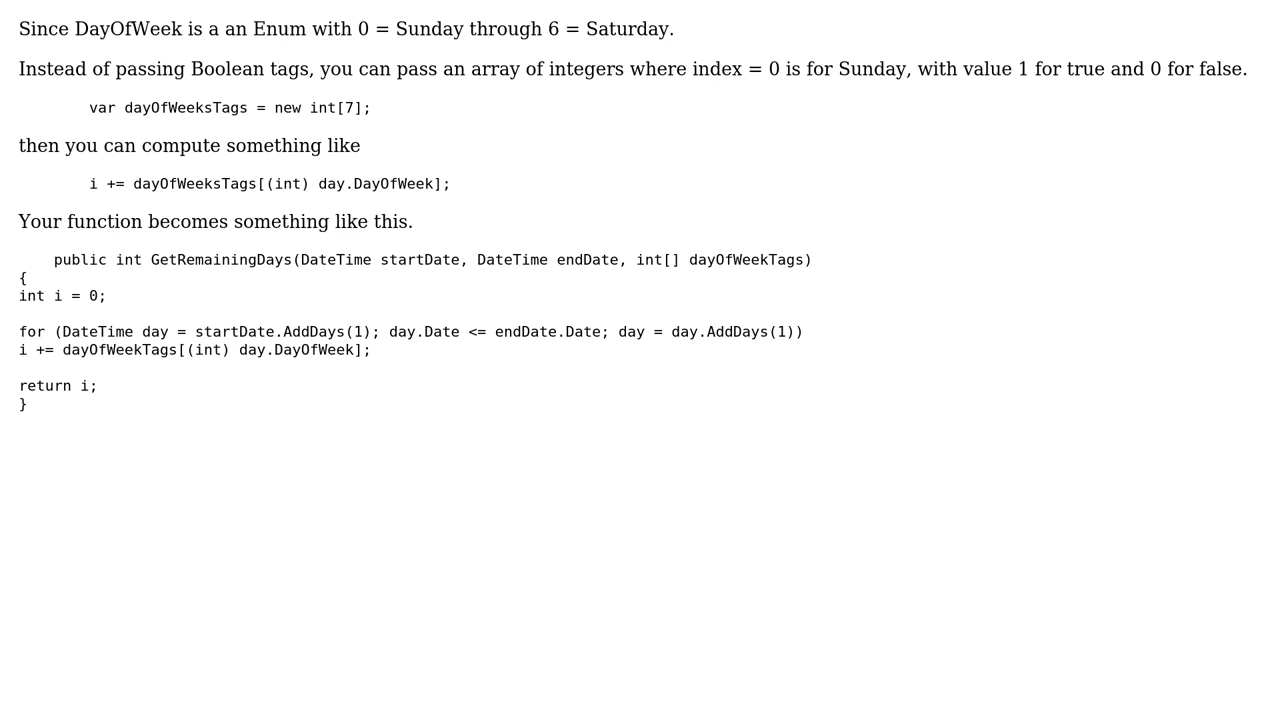 Since DayOfWeek is a an Enum with 0 = Sunday through 6 = Saturday.
Instead of passing Boolean tags, you can pass an array of integers where index = 0 is for Sunday, with value 1 for true and 0 for false.
        var dayOfWeeksTags = new int[7];
then you can compute something like
        i += dayOfWeeksTags[(int) day.DayOfWeek];
Your function becomes something like this.
    public int GetRemainingDays(DateTime startDate, DateTime endDate, int[] dayOfWeekTags)
{
int i = 0;
for (DateTime day = startDate.AddDays(1); day.Date <= endDate.Date; day = day.AddDays(1))
i += dayOfWeekTags[(int) day.DayOfWeek];
return i;
}